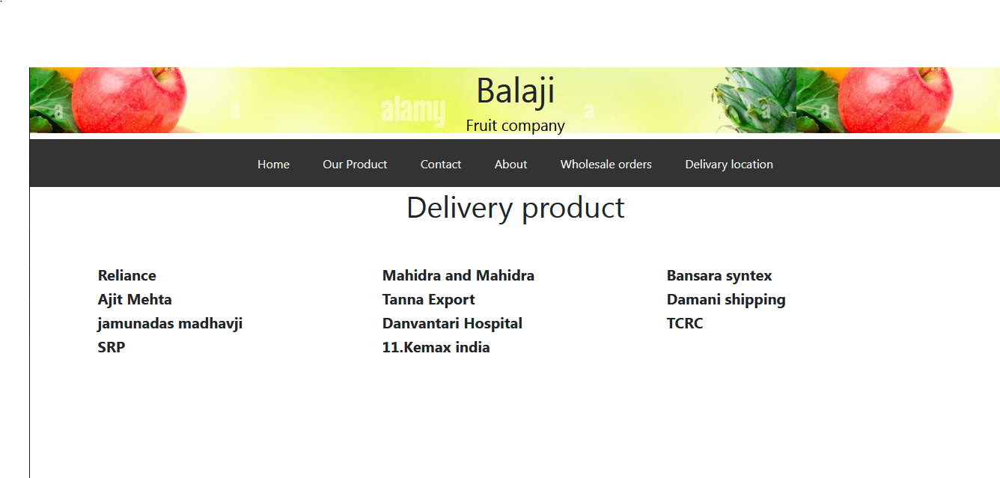 Balaji
alamy
a a a a a
Fruit company
Home Our Product Contact About Wholesale orders Delivary location
Delivery product
Reliance Mahidra and Mahidra Bansara syntex
Ajit Mehta Tanna Export Damani shipping
jamunadas madhavji Danvantari Hospital TCRC
SRP 11.Kemax india